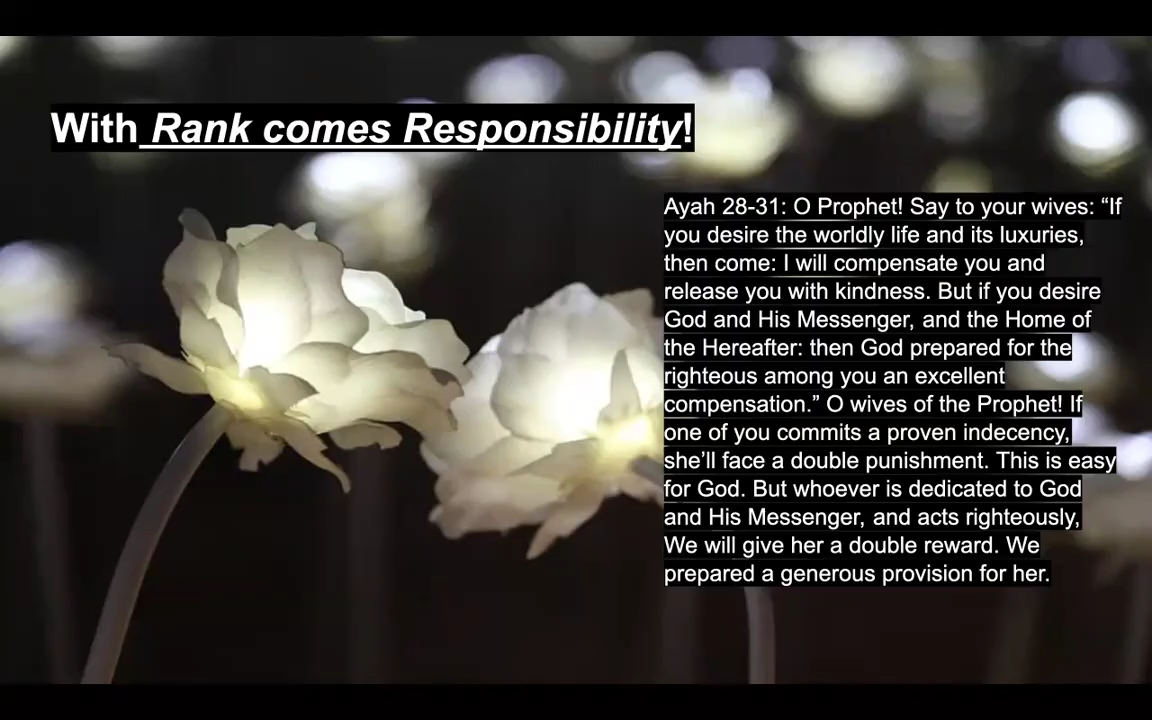 With Rank comes Responsibility!
Ayah 28-31: O Prophet! Say to your wives: “If
you desire the worldly life and its luxuries,
then come: I will compensate you and
release you with kindness. But if you desire
God and His Messenger, and the Home of
the Hereafter: then God prepared for the
righteous among you an excellent
compensation.” O wives of the Prophet! If
one of you commits a proven indecency,
she’ll face a double punishment. This is easy
for God. But whoever is dedicated to God
and His Messenger, and acts righteously,
We will give her a double reward. We
prepared a generous provision for her.